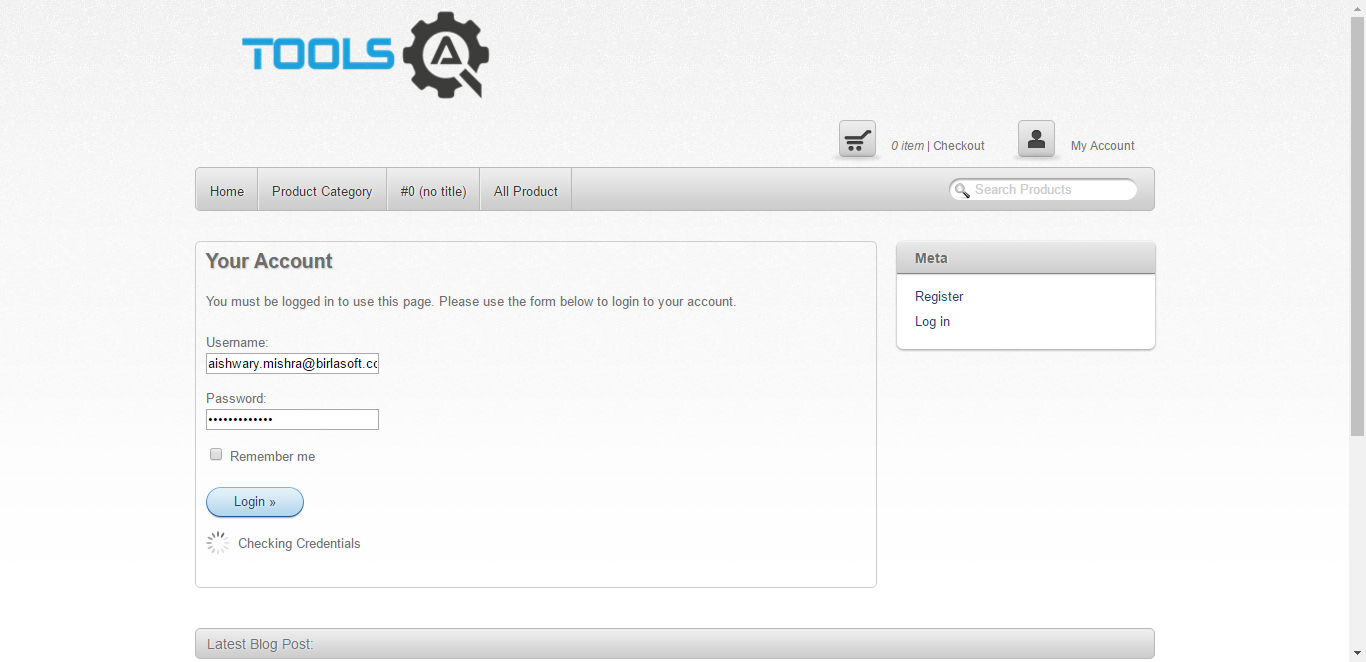 TOOLS QA
0 item | Checkout
My Account
Home
Product Category
#0 (no title)
All Product
Search Products
Your Account
You must be logged in to use this page. Please use the form below to login to your account.
Username:
aishwary.mishra@birlasoft.co
Password:
•••••••••••••
Remember me
Login »
Checking Credentials
Meta
Register
Log in
Latest Blog Post: